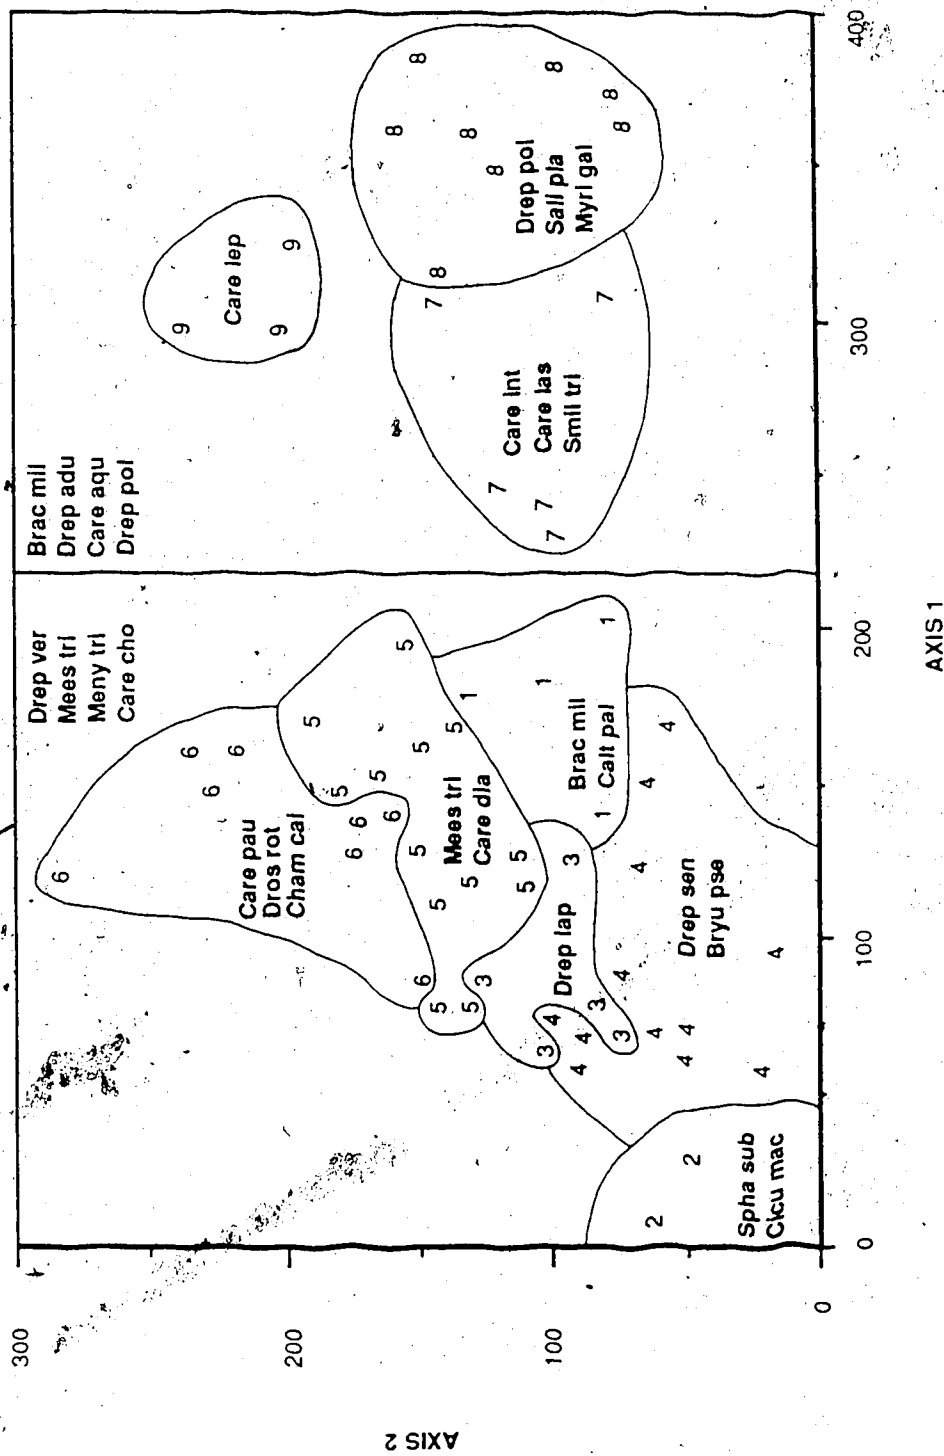 AXIS 2
300
200
100
0
0
100
200
300
400
AXIS 1
Drep ver
Mees tri
Meny tri
Care cho
Brac mil
Drep adu
Care aqu
Drep pol
6
6
6
6
6
6
6
6
Care pau
Dros rot
Cham cal
5
5
5
5
5
5
5
5
5
5
5
5
5
Mees tri
Care dia
1
1
1
1
Brac mil
Calt pal
3
3
3
3
3
Drep lap
4
4
4
4
4
4
4
4
4
4
4
4
Drep sen
Bryu pse
2
2
Spha sub
Cicu mac
9
9
9
Care lep
7
7
7
7
7
Care int
Care las
Smil tri
8
8
8
8
8
8
8
8
Drep pol
Sali pla
Myri gal